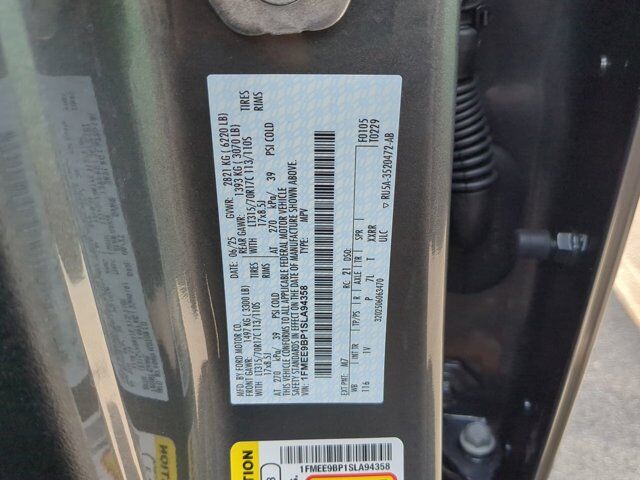 MFD. BY FORD MOTOR CO.
DATE: 06/25 GVWR: 2821 KG ( 6220 LB)
FRONT GAWR: 1497 KG ( 3300 LB) REAR GAWR: 1393 KG ( 3070 LB)
LT315/70R17C 113/110S TIRES WITH LT315/70R17C 113/110S TIRES
17x8.5J RIMS 17x8.5J RIMS
AT 270 kPa/ 39 PSI COLD AT 270 kPa/ 39 PSI COLD
THIS VEHICLE CONFORMS TO ALL APPLICABLE FEDERAL MOTOR VEHICLE
SAFETY STANDARDS IN EFFECT ON THE DATE OF MANUFACTURE SHOWN ABOVE.
VIN: 1FMEE9BP1SLA94358 TYPE: MPV
EXT PNT: M7 RC: 21 DSO: F0105
WB INT TR TP/PS R AXLE TR SPR T0229
116 1V P 7L T XXRR
ULC
3202506063470 RU5A-3520472-AB
1FMEE9BP1SLA94358